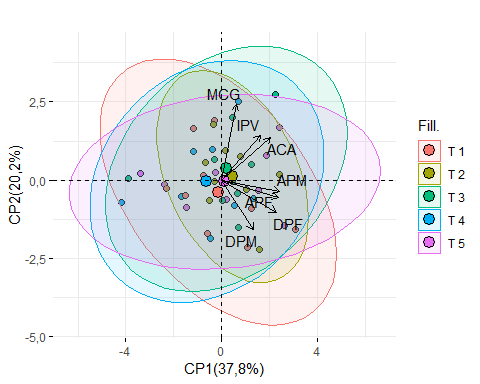 MCG
IPV
ACA
APM
APF
DPF
DPM
2,5
0,0
-2,5
-5,0
-4
0
4
CP1(37,8%)
CP2(20,2%)
Fill.
T 1
T 2
T 3
T 4
T 5